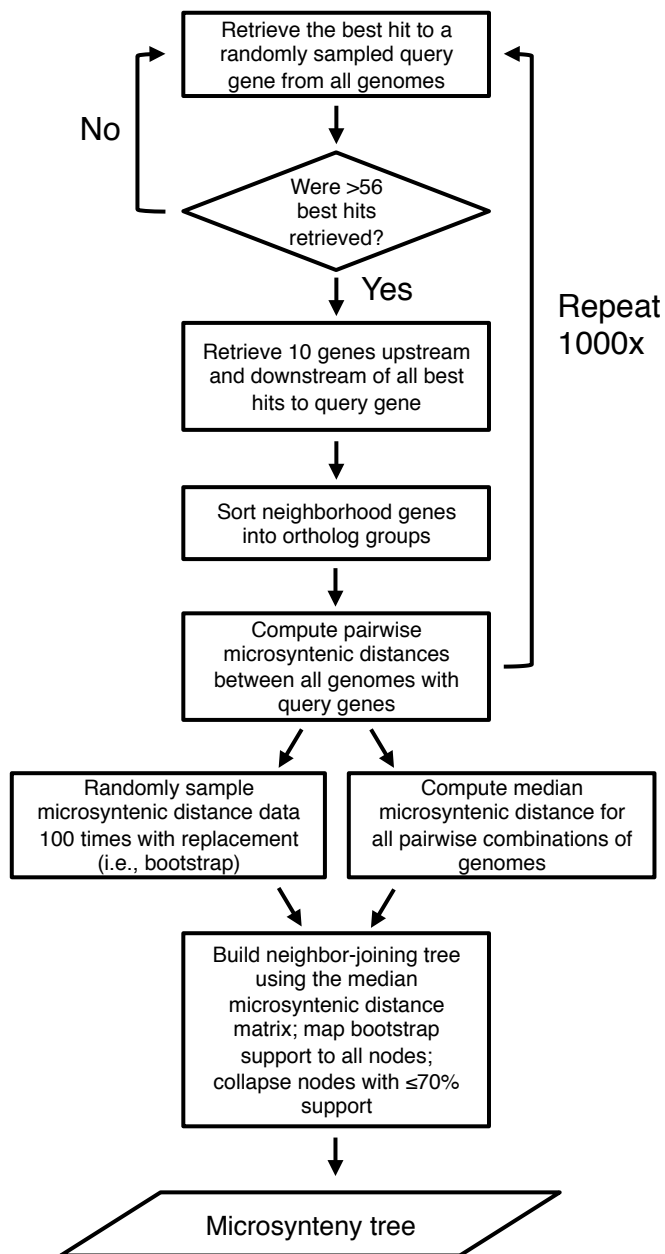 Retrieve the best hit to a
randomly sampled query
gene from all genomes
No
Were >56
best hits
retrieved?
Yes
Repeat
1000x
Retrieve 10 genes upstream
and downstream of all best
hits to query gene
Sort neighborhood genes
into ortholog groups
Compute pairwise
microsyntenic distances
between all genomes with
query genes
Randomly sample
microsyntenic distance data
100 times with replacement
(i.e., bootstrap)
Compute median
microsyntenic distance for
all pairwise combinations of
genomes
Build neighbor-joining tree
using the median
microsyntenic distance
matrix; map bootstrap
support to all nodes;
collapse nodes with ≤70%
support
Microsynteny tree